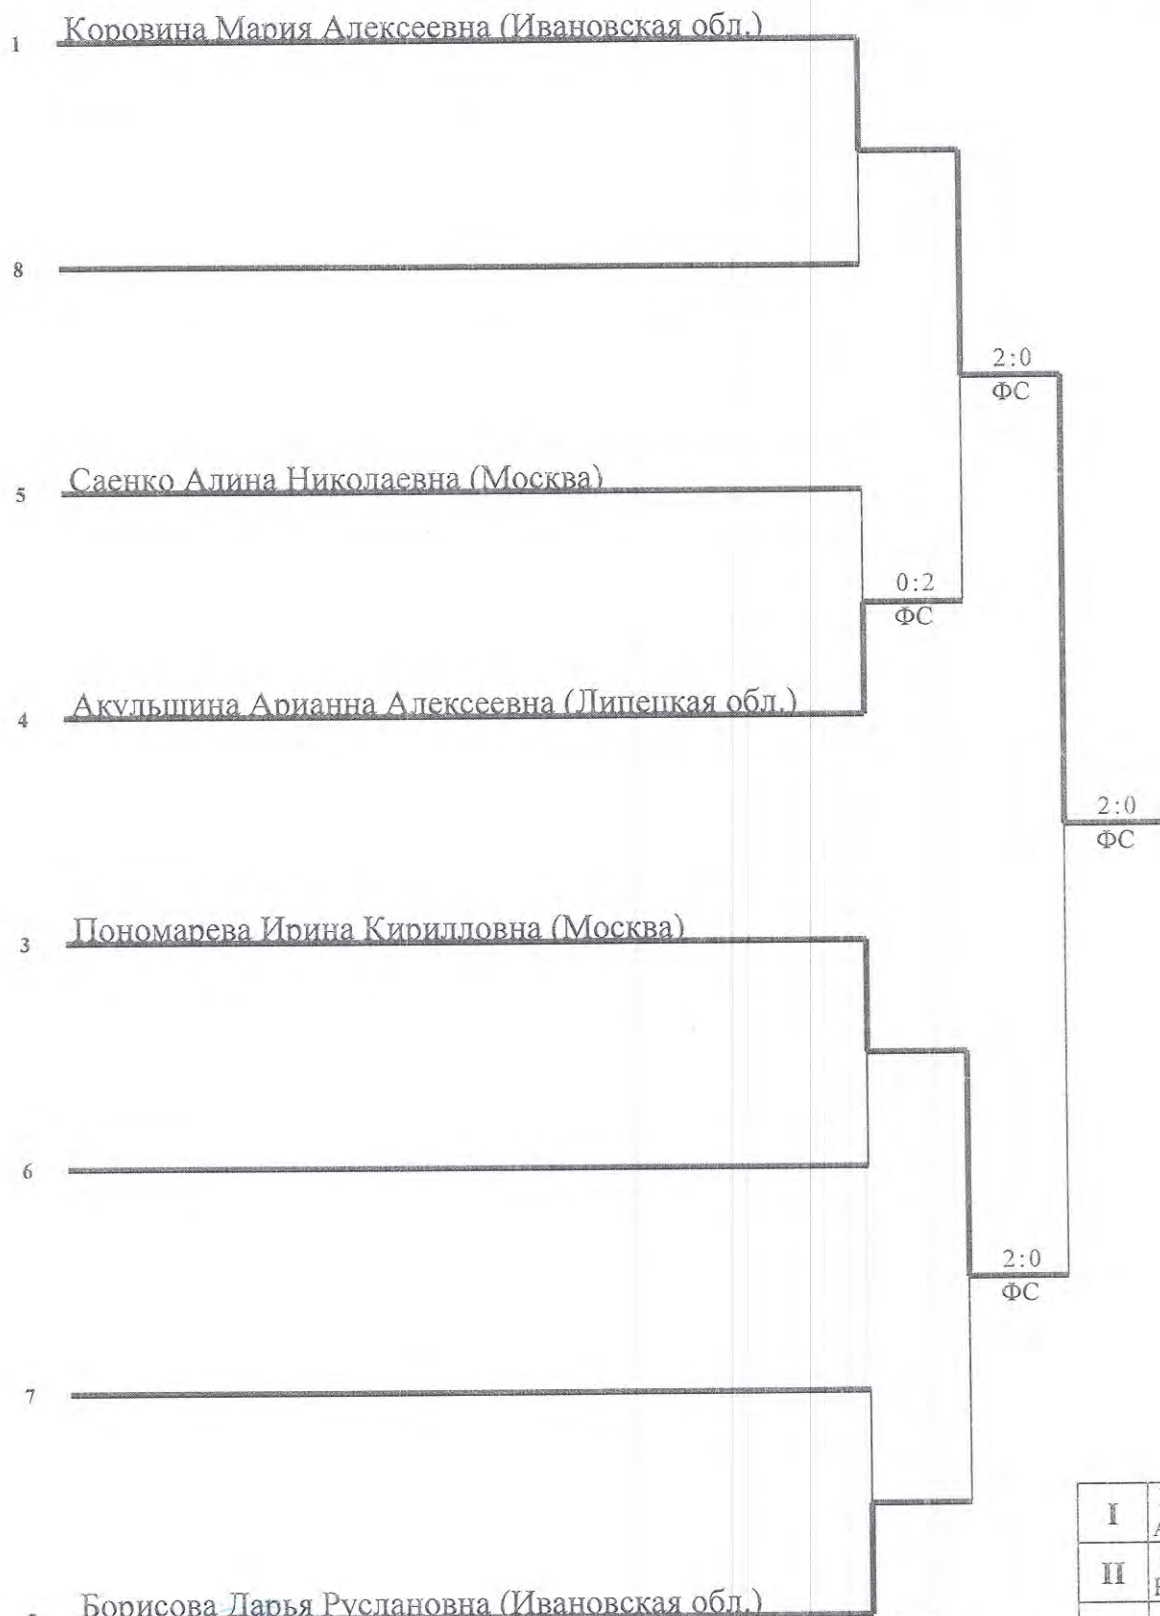 1 Коровина Мария Алексеевна (Ивановская обл.)
8
2:0
ФС
5 Саенко Алина Николаевна (Москва)
0:2
ФС
4 Акульшина Арианна Алексеевна (Липецкая обл.)
2:0
ФС
3 Пономарева Ирина Кирилловна (Москва)
6
2:0
ФС
7
I
II
Борисова Дарья Руслановна (Ивановская обл.)